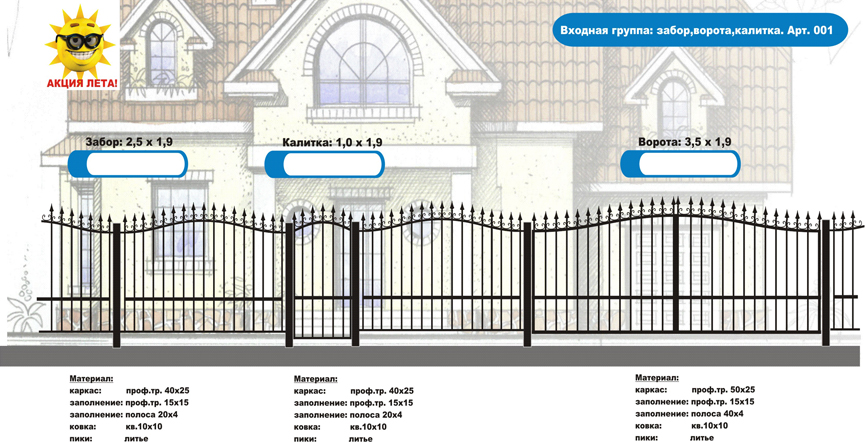 Входная группа: забор,ворота,калитка. Арт. 001
АКЦИЯ ЛЕТА!
Забор: 2,5 х 1,9
Калитка: 1,0 х 1,9
Ворота: 3,5 х 1,9
Материал:
каркас: проф.тр. 40х25
заполнение: проф.тр. 15х15
заполнение: полоса 20х4
ковка: кв.10х10
пики: литье
Материал:
каркас: проф.тр. 40х25
заполнение: проф.тр. 15х15
заполнение: полоса 20х4
ковка: кв.10х10
пики: литье
Материал:
каркас: проф.тр. 50х25
заполнение: проф.тр. 15х15
заполнение: полоса 40х4
ковка: кв.10х10
пики: литье